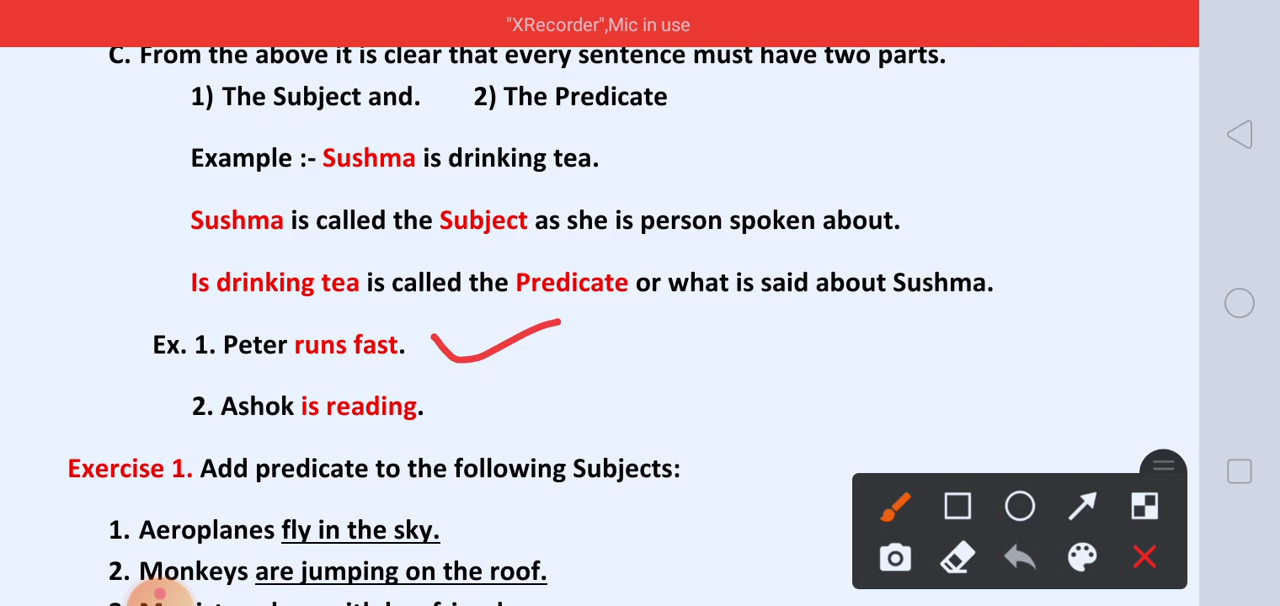 "XRecorder",Mic in use
C. From the above it is clear that every sentence must have two parts.
1) The Subject and. 2) The Predicate
Example :- Sushma is drinking tea.
Sushma is called the Subject as she is person spoken about.
Is drinking tea is called the Predicate or what is said about Sushma.
Ex. 1. Peter runs fast.
2. Ashok is reading.
Exercise 1. Add predicate to the following Subjects:
1. Aeroplanes fly in the sky.
2. Monkeys are jumping on the roof.